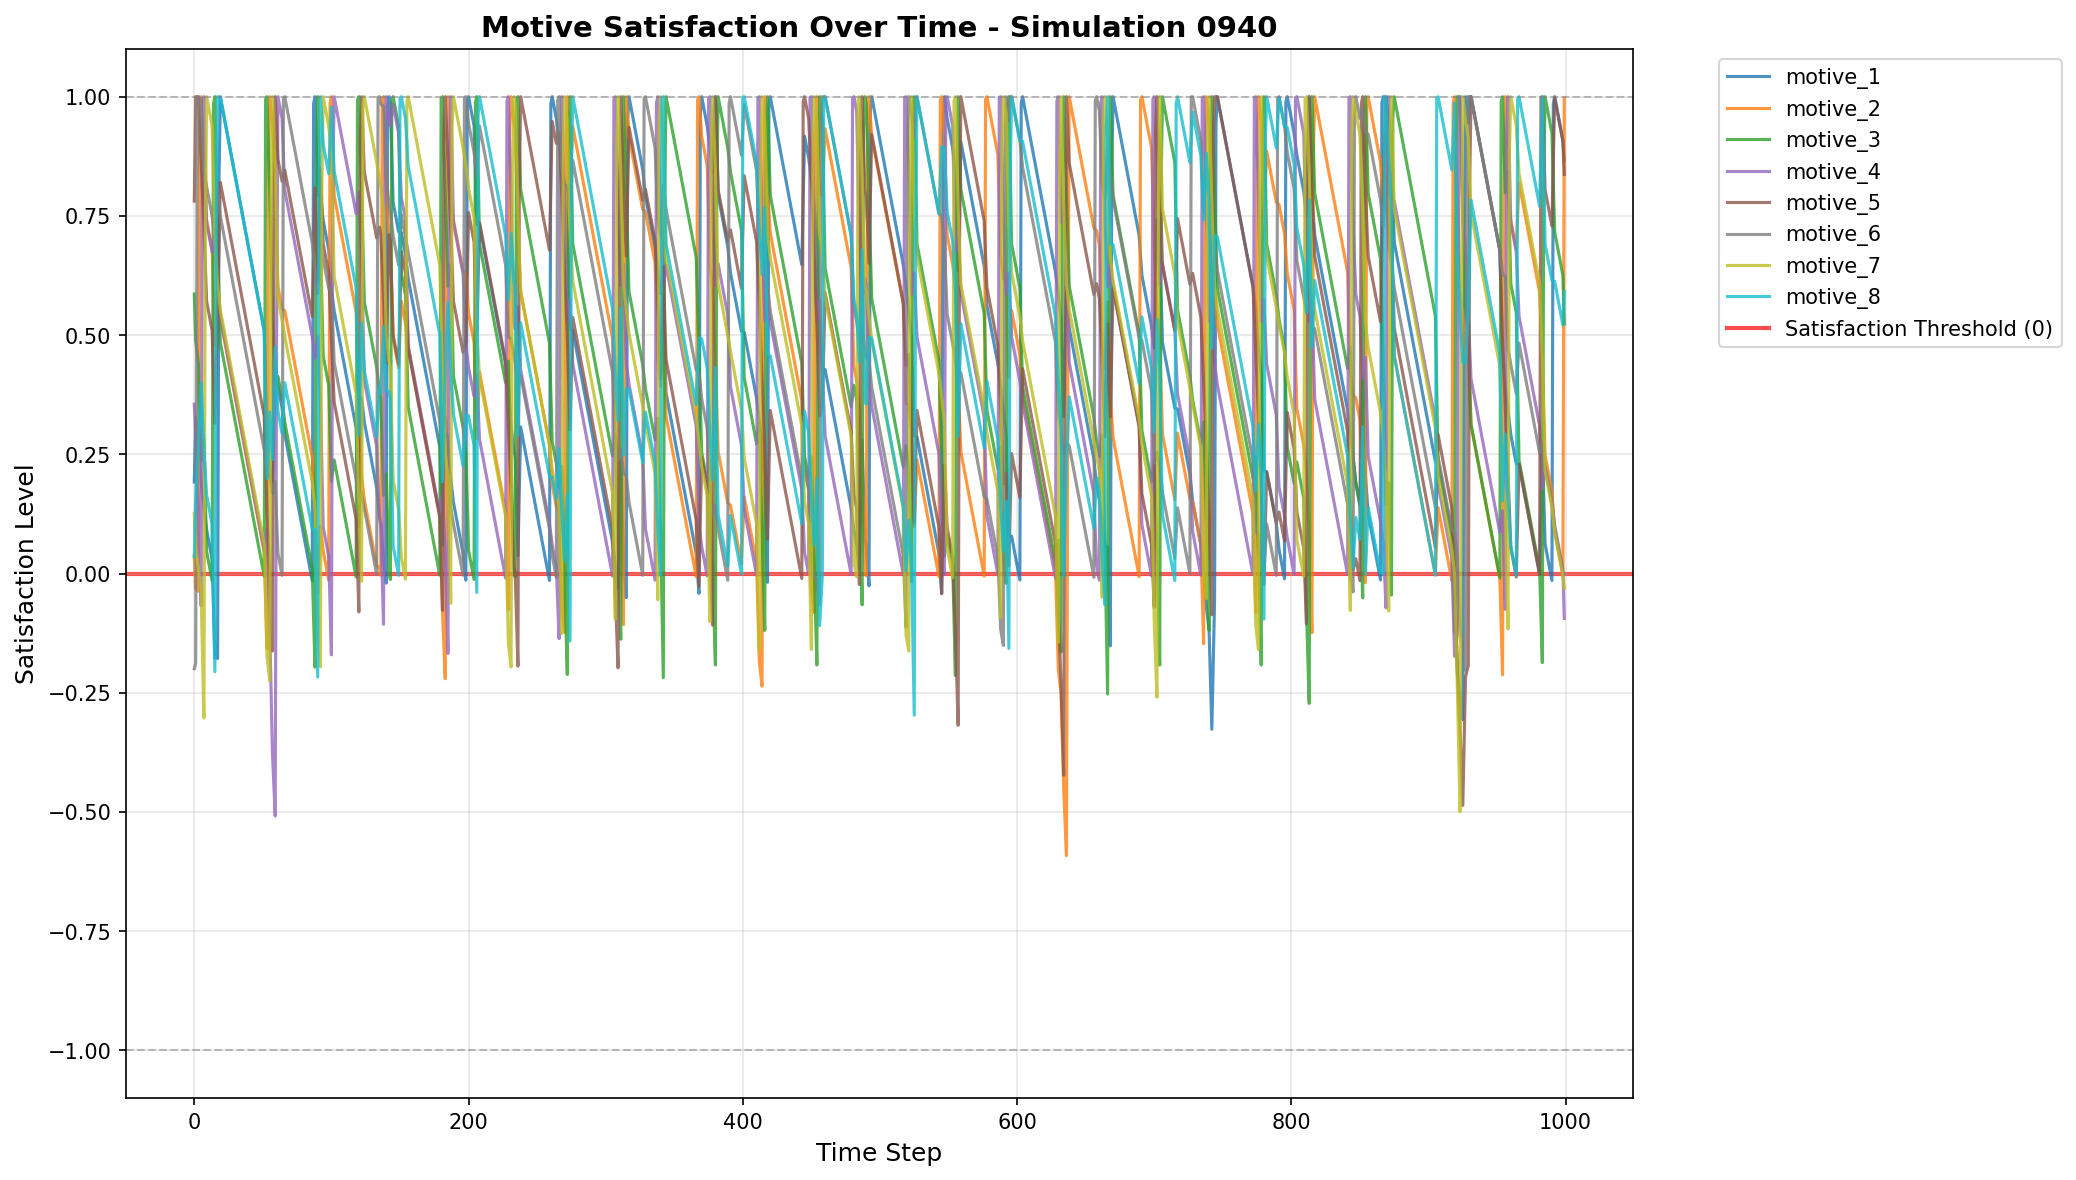 Motive Satisfaction Over Time - Simulation 0940
Satisfaction Level
1.00
0.75
0.50
0.25
0.00
−0.25
−0.50
−0.75
−1.00
0
200
400
600
800
1000
Time Step
motive_1
motive_2
motive_3
motive_4
motive_5
motive_6
motive_7
motive_8
Satisfaction Threshold (0)